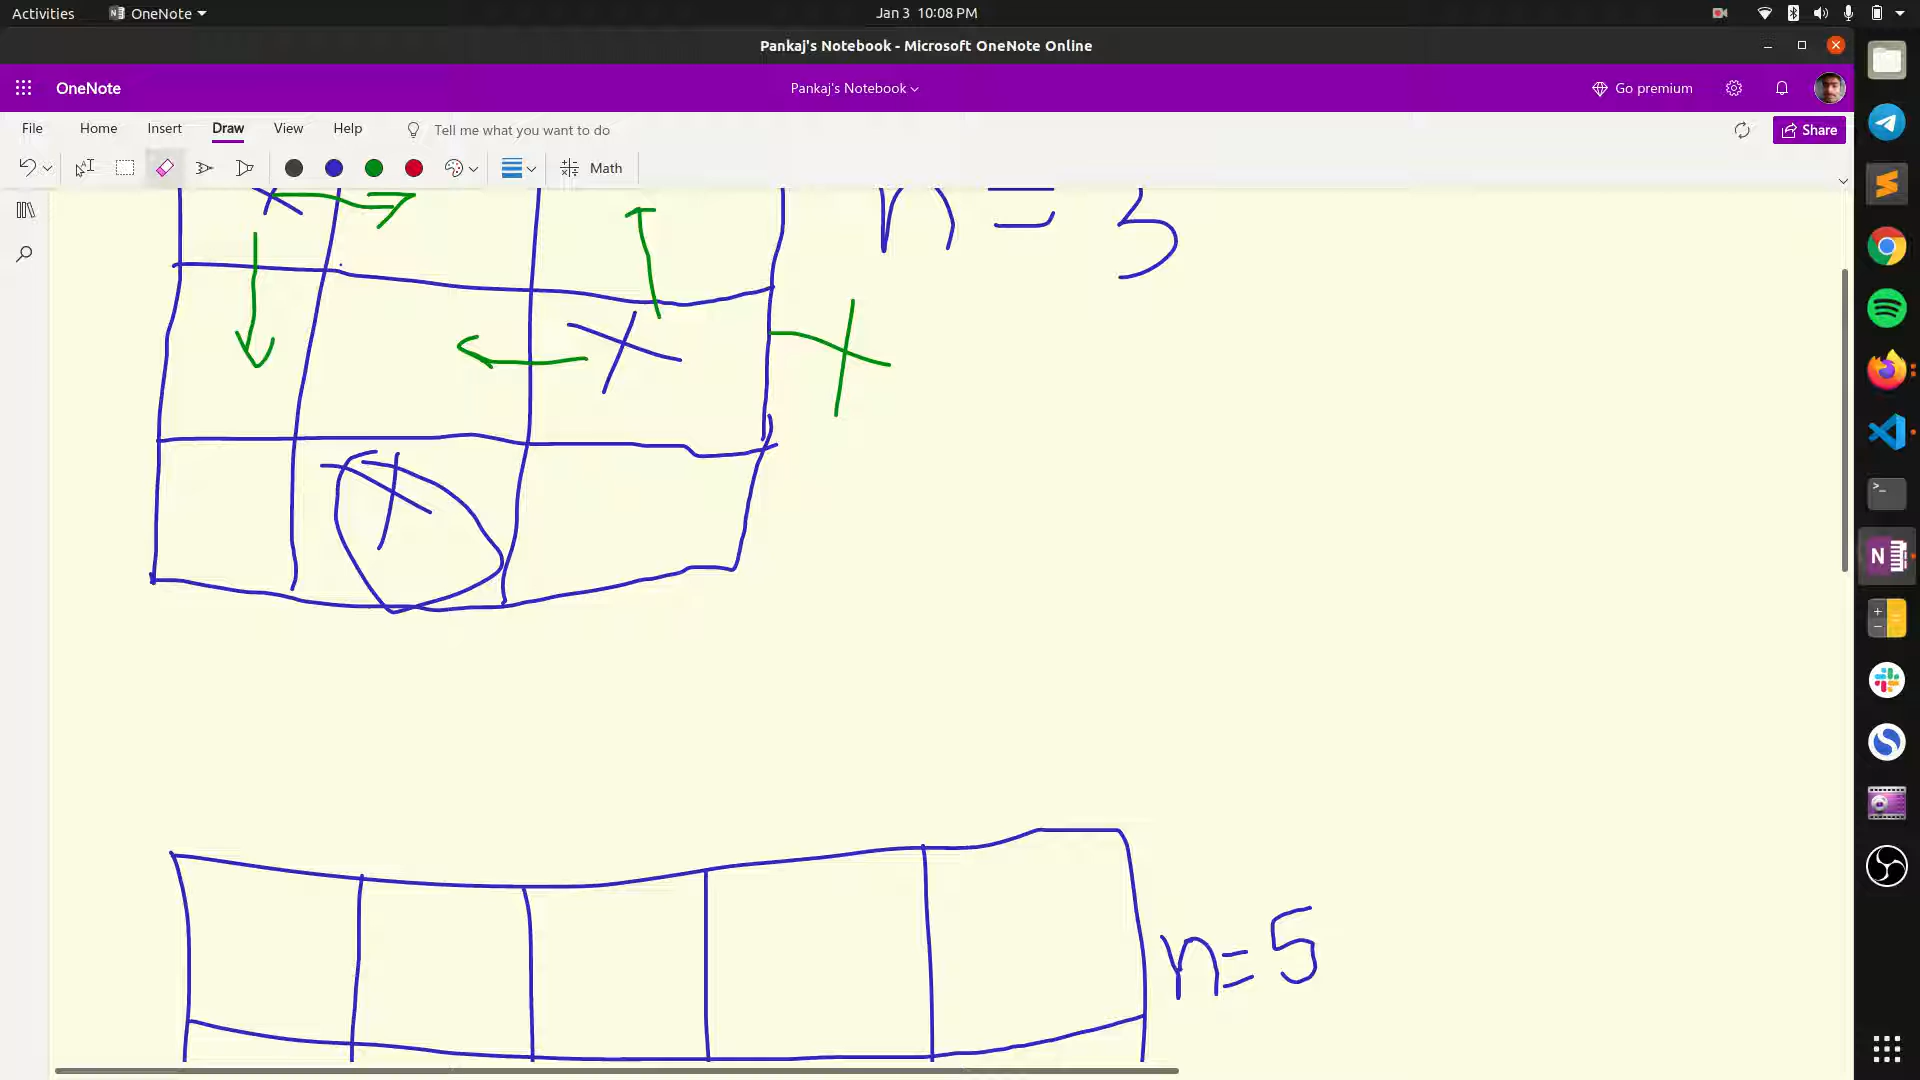 Activities OneNote Jan 3 10:08 PM
Pankaj's Notebook - Microsoft OneNote Online
OneNote Pankaj's Notebook Go premium
File Home Insert Draw View Help Tell me what you want to do Share
Math
n = 3
n = 5